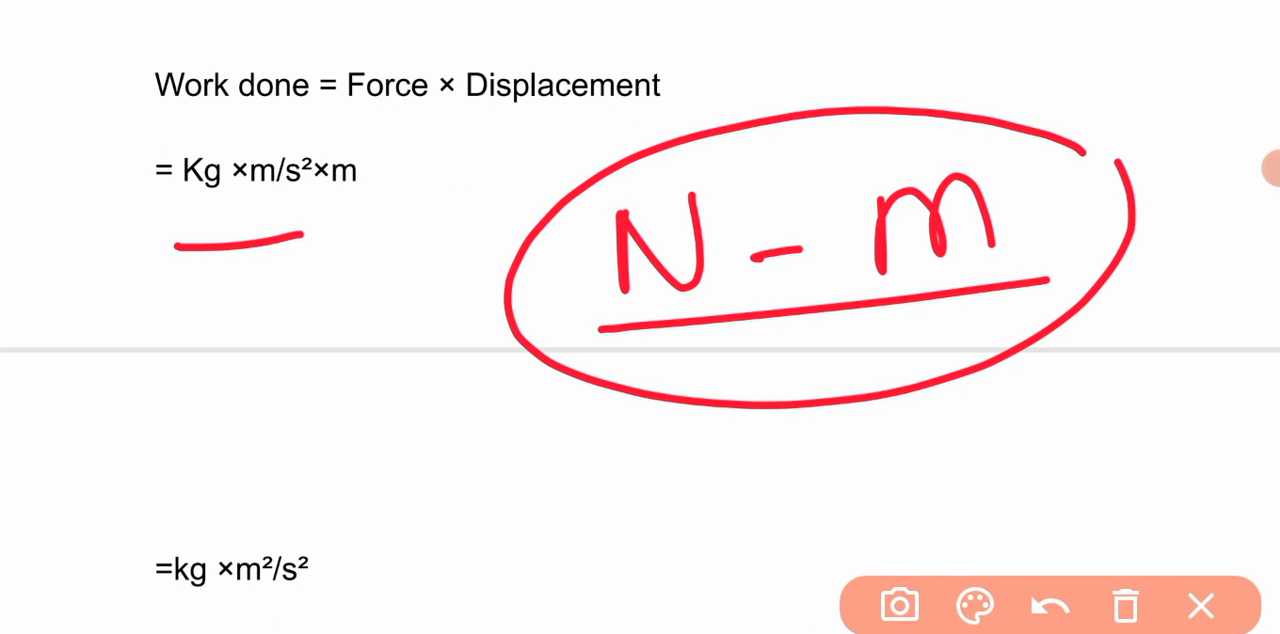 Work done = Force × Displacement
= Kg ×m/s²×m
N - m
=kg ×m²/s²